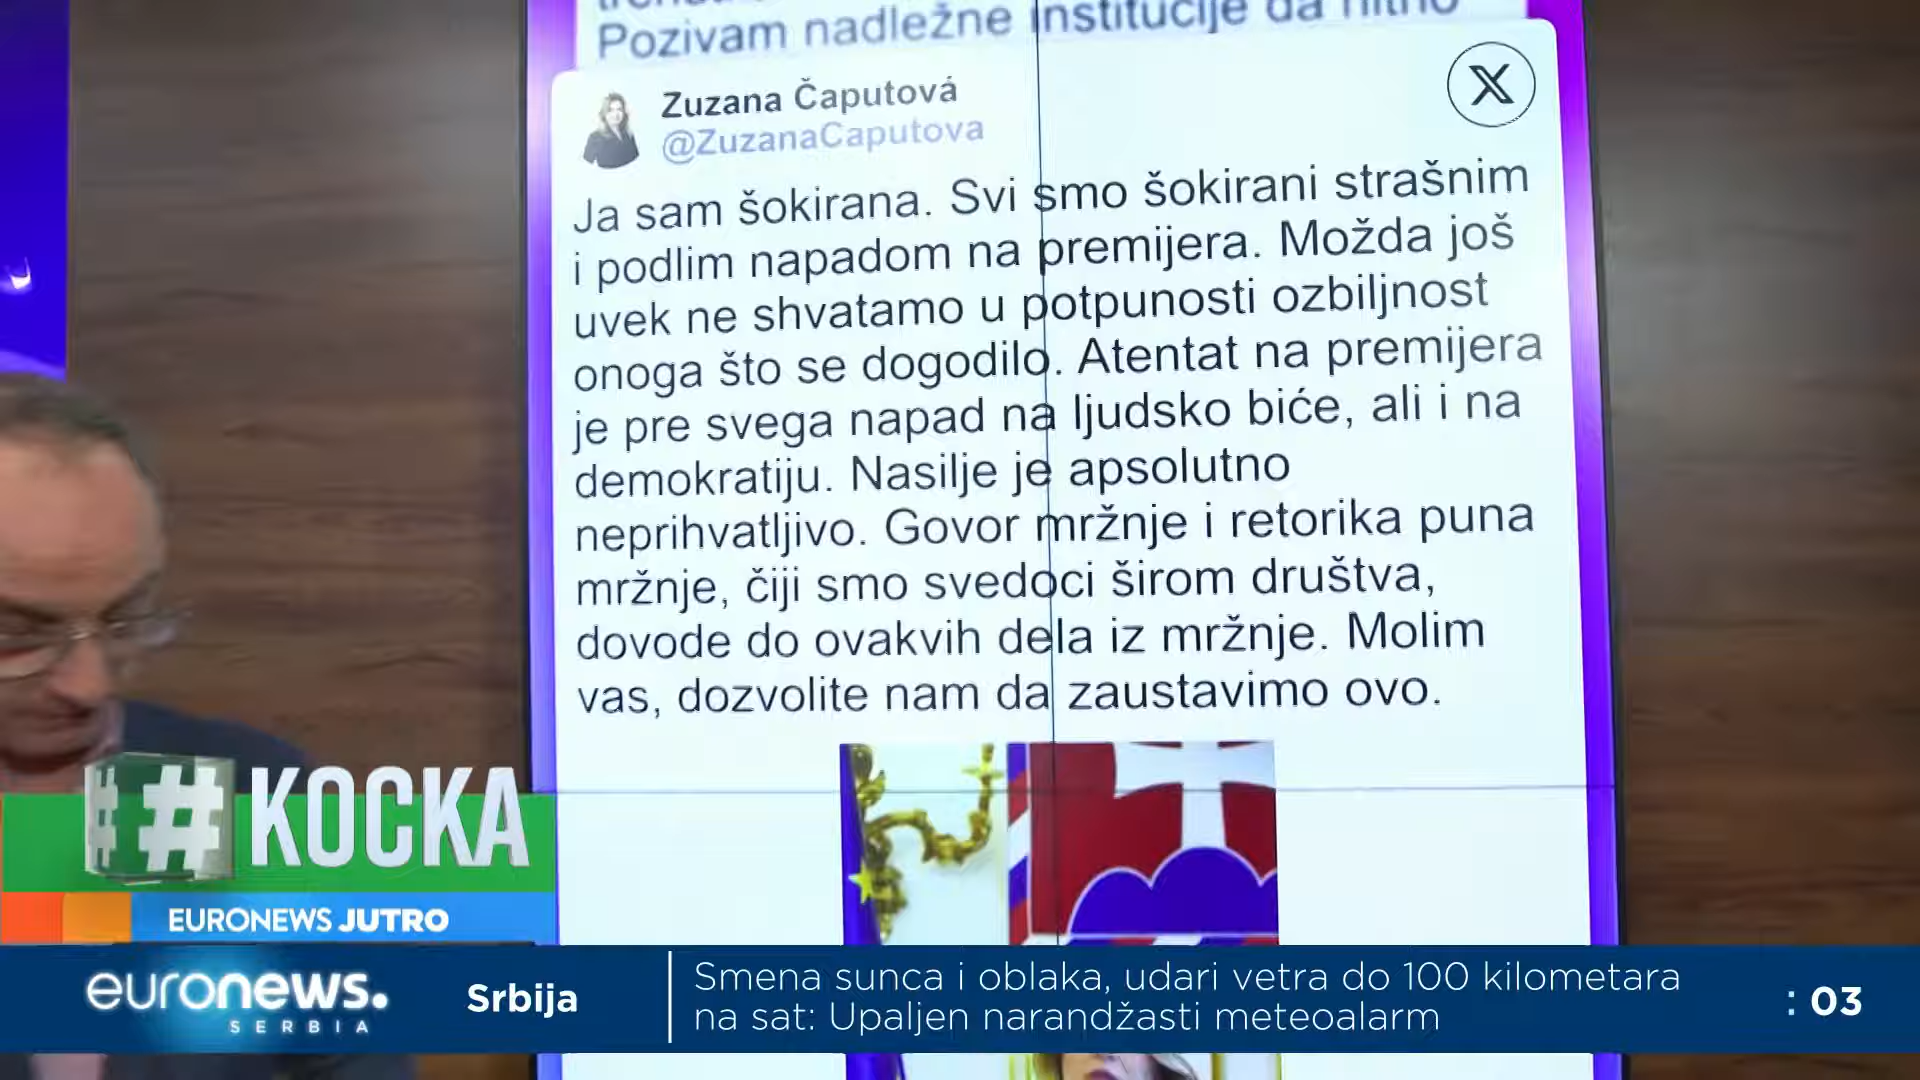 Pozivam nadležne institucije da hitno
Zuzana Čaputová
@ZuzanaCaputova
X
Ja sam šokirana. Svi smo šokirani strašnim
i podlim napadom na premijera. Možda još
uvek ne shvatamo u potpunosti ozbiljnost
onoga što se dogodilo. Atentat na premijera
je pre svega napad na ljudsko biće, ali i na
demokratiju. Nasilje je apsolutno
neprihvatljivo. Govor mržnje i retorika puna
mržnje, čiji smo svedoci širom društva,
dovode do ovakvih dela iz mržnje. Molim
vas, dozvolite nam da zaustavimo ovo.
# #KOCKA
EURONEWS JUTRO
euronews.
SERBIA
Srbija
Smena sunca i oblaka, udari vetra do 100 kilometara
na sat: Upaljen narandžasti meteoalarm
: 03